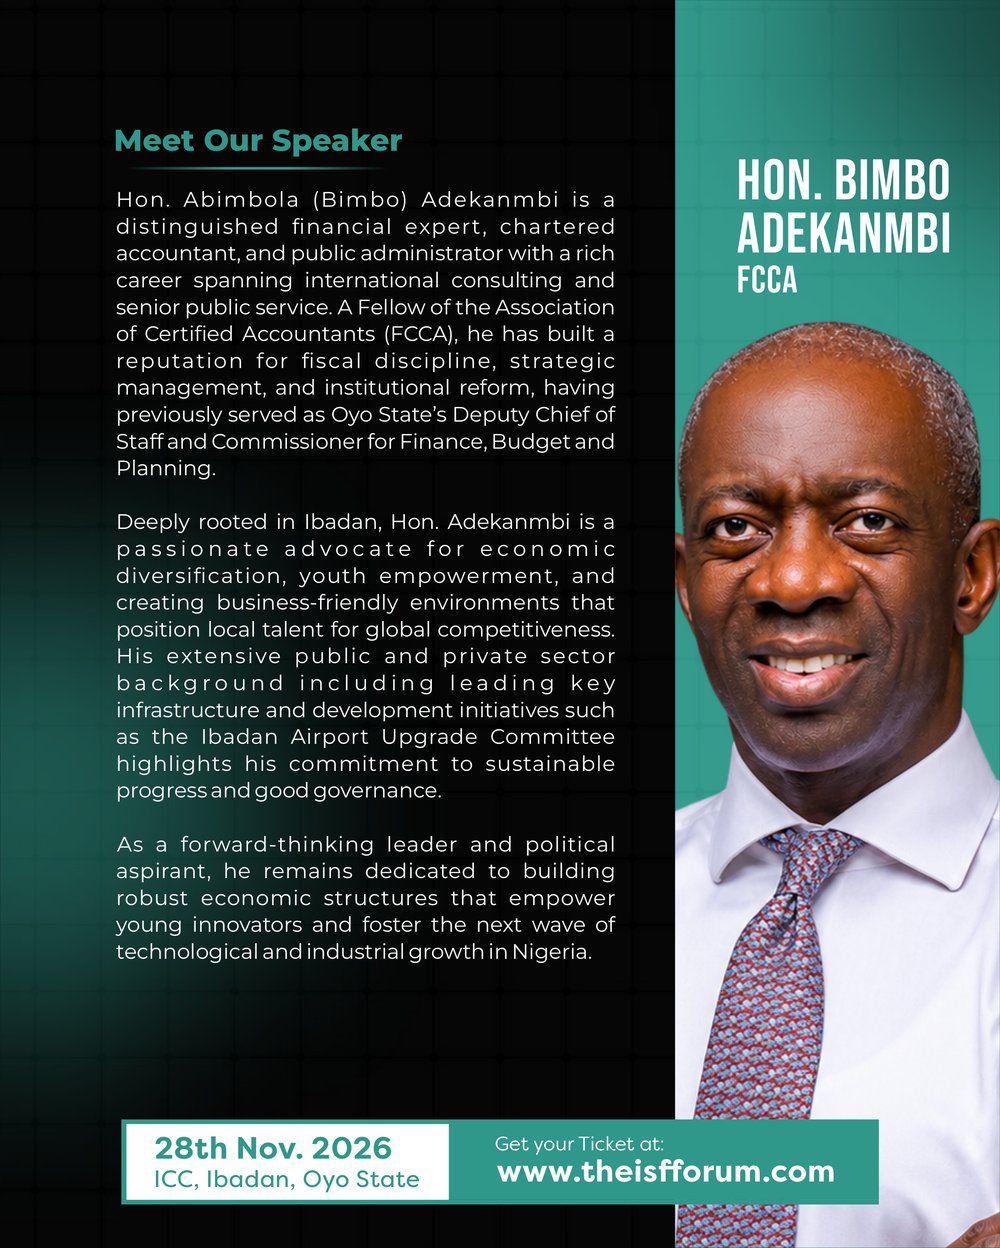 Meet Our Speaker
Hon. Abimbola (Bimbo) Adekanmbi is a
distinguished financial expert, chartered
accountant, and public administrator with a rich
career spanning international consulting and
senior public service. A Fellow of the Association
of Certified Accountants (FCCA), he has built a
reputation for fiscal discipline, strategic
management, and institutional reform, having
previously served as Oyo State’s Deputy Chief of
Staff and Commissioner for Finance, Budget and
Planning.
Deeply rooted in Ibadan, Hon. Adekanmbi is a
passionate advocate for economic
diversification, youth empowerment, and
creating business-friendly environments that
position local talent for global competitiveness.
His extensive public and private sector
background including leading key
infrastructure and development initiatives such
as the Ibadan Airport Upgrade Committee
highlights his commitment to sustainable
progress and good governance.
As a forward-thinking leader and political
aspirant, he remains dedicated to building
robust economic structures that empower
young innovators and foster the next wave of
technological and industrial growth in Nigeria.
HON. BIMBO
ADEKANMBI
FCCA
28th Nov. 2026
ICC, Ibadan, Oyo State
Get your Ticket at:
www.theisfforum.com